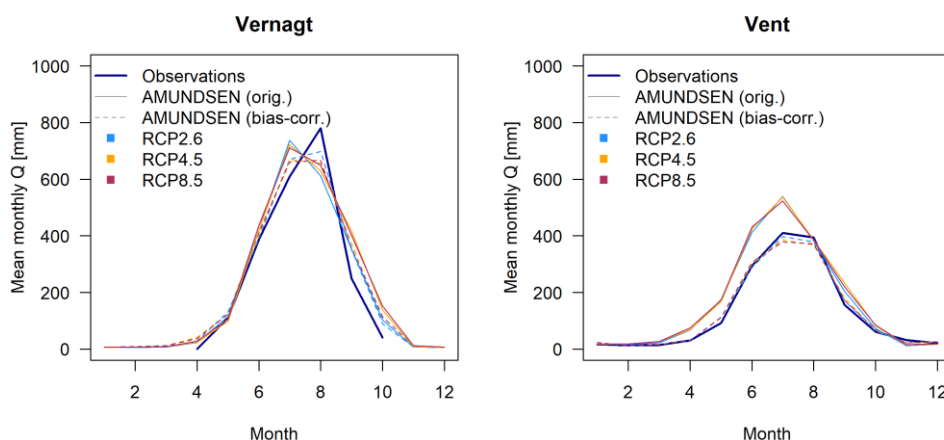 Vernagt
Mean monthly Q [mm]
1000
800
600
400
200
0
Observations
AMUNDSEN (orig.)
AMUNDSEN (bias-corr.)
RCP2.6
RCP4.5
RCP8.5
2 4 6 8 10 12
Month
Vent
Mean monthly Q [mm]
1000
800
600
400
200
0
Observations
AMUNDSEN (orig.)
AMUNDSEN (bias-corr.)
RCP2.6
RCP4.5
RCP8.5
2 4 6 8 10 12
Month